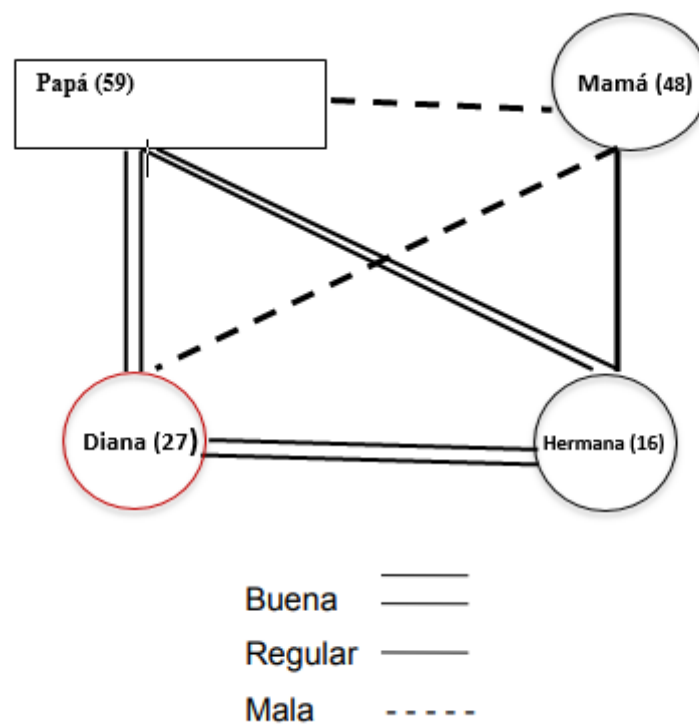 Papá (59)
Mamá (48)
Diana (27)
Hermana (16)
Buena
Regular
Mala